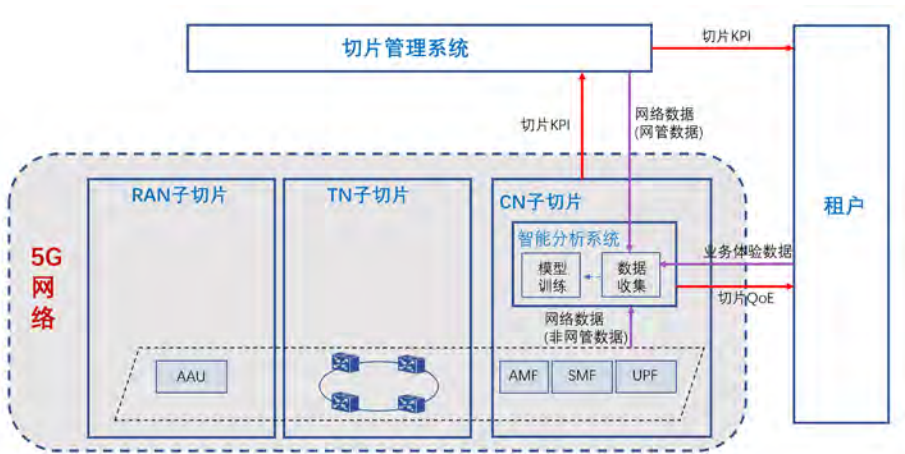 切片管理系统
切片KPI
切片KPI
网络数据
(网管数据)
租户
5G
网
络
RAN子切片
TN子切片
CN子切片
智能分析系统
模型
训练
数据
收集
业务体验数据
切片QoE
网络数据
(非网管数据)
AAU
AMF
SMF
UPF